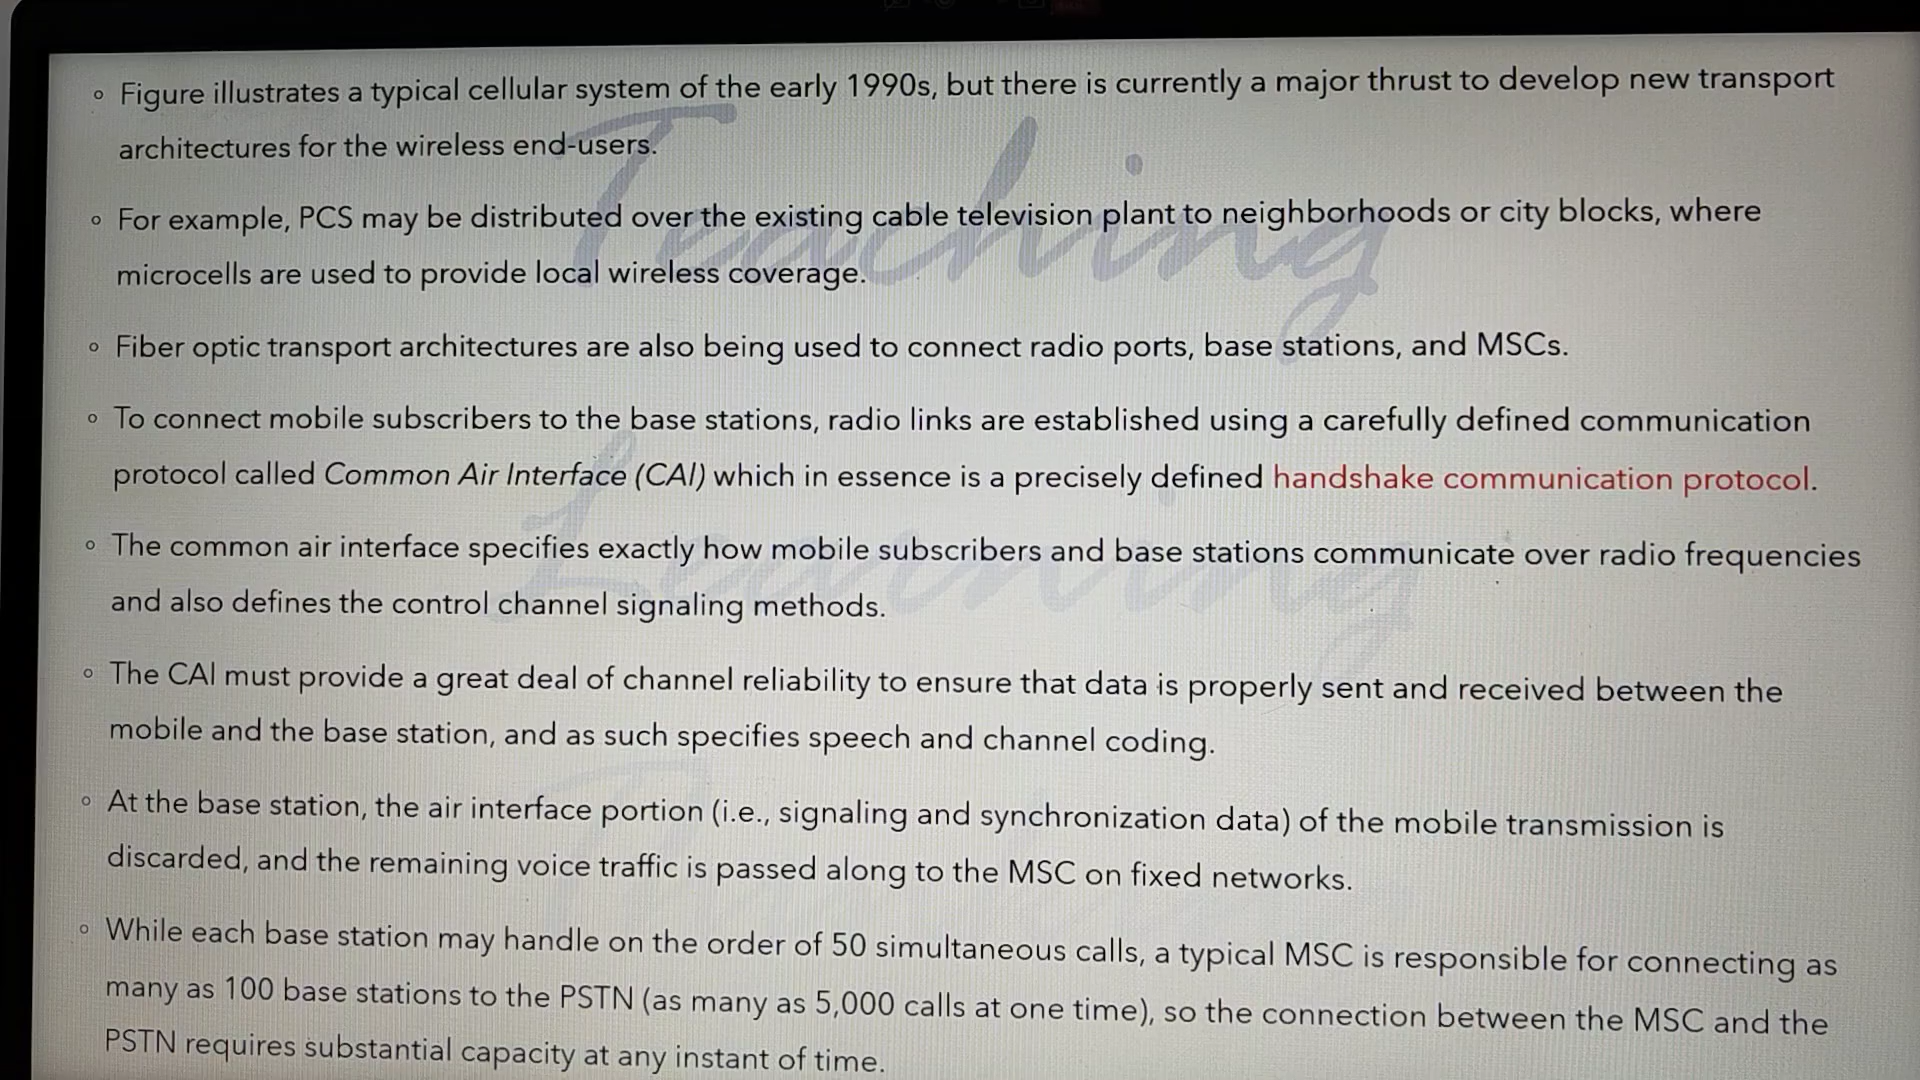 ◦ Figure illustrates a typical cellular system of the early 1990s, but there is currently a major thrust to develop new transport
architectures for the wireless end-users.
◦ For example, PCS may be distributed over the existing cable television plant to neighborhoods or city blocks, where
microcells are used to provide local wireless coverage.
◦ Fiber optic transport architectures are also being used to connect radio ports, base stations, and MSCs.
◦ To connect mobile subscribers to the base stations, radio links are established using a carefully defined communication
protocol called Common Air Interface (CAI) which in essence is a precisely defined handshake communication protocol.
◦ The common air interface specifies exactly how mobile subscribers and base stations communicate over radio frequencies
and also defines the control channel signaling methods.
◦ The CAI must provide a great deal of channel reliability to ensure that data is properly sent and received between the
mobile and the base station, and as such specifies speech and channel coding.
◦ At the base station, the air interface portion (i.e., signaling and synchronization data) of the mobile transmission is
discarded, and the remaining voice traffic is passed along to the MSC on fixed networks.
◦ While each base station may handle on the order of 50 simultaneous calls, a typical MSC is responsible for connecting as
many as 100 base stations to the PSTN (as many as 5,000 calls at one time), so the connection between the MSC and the
PSTN requires substantial capacity at any instant of time.
Teaching
Learning